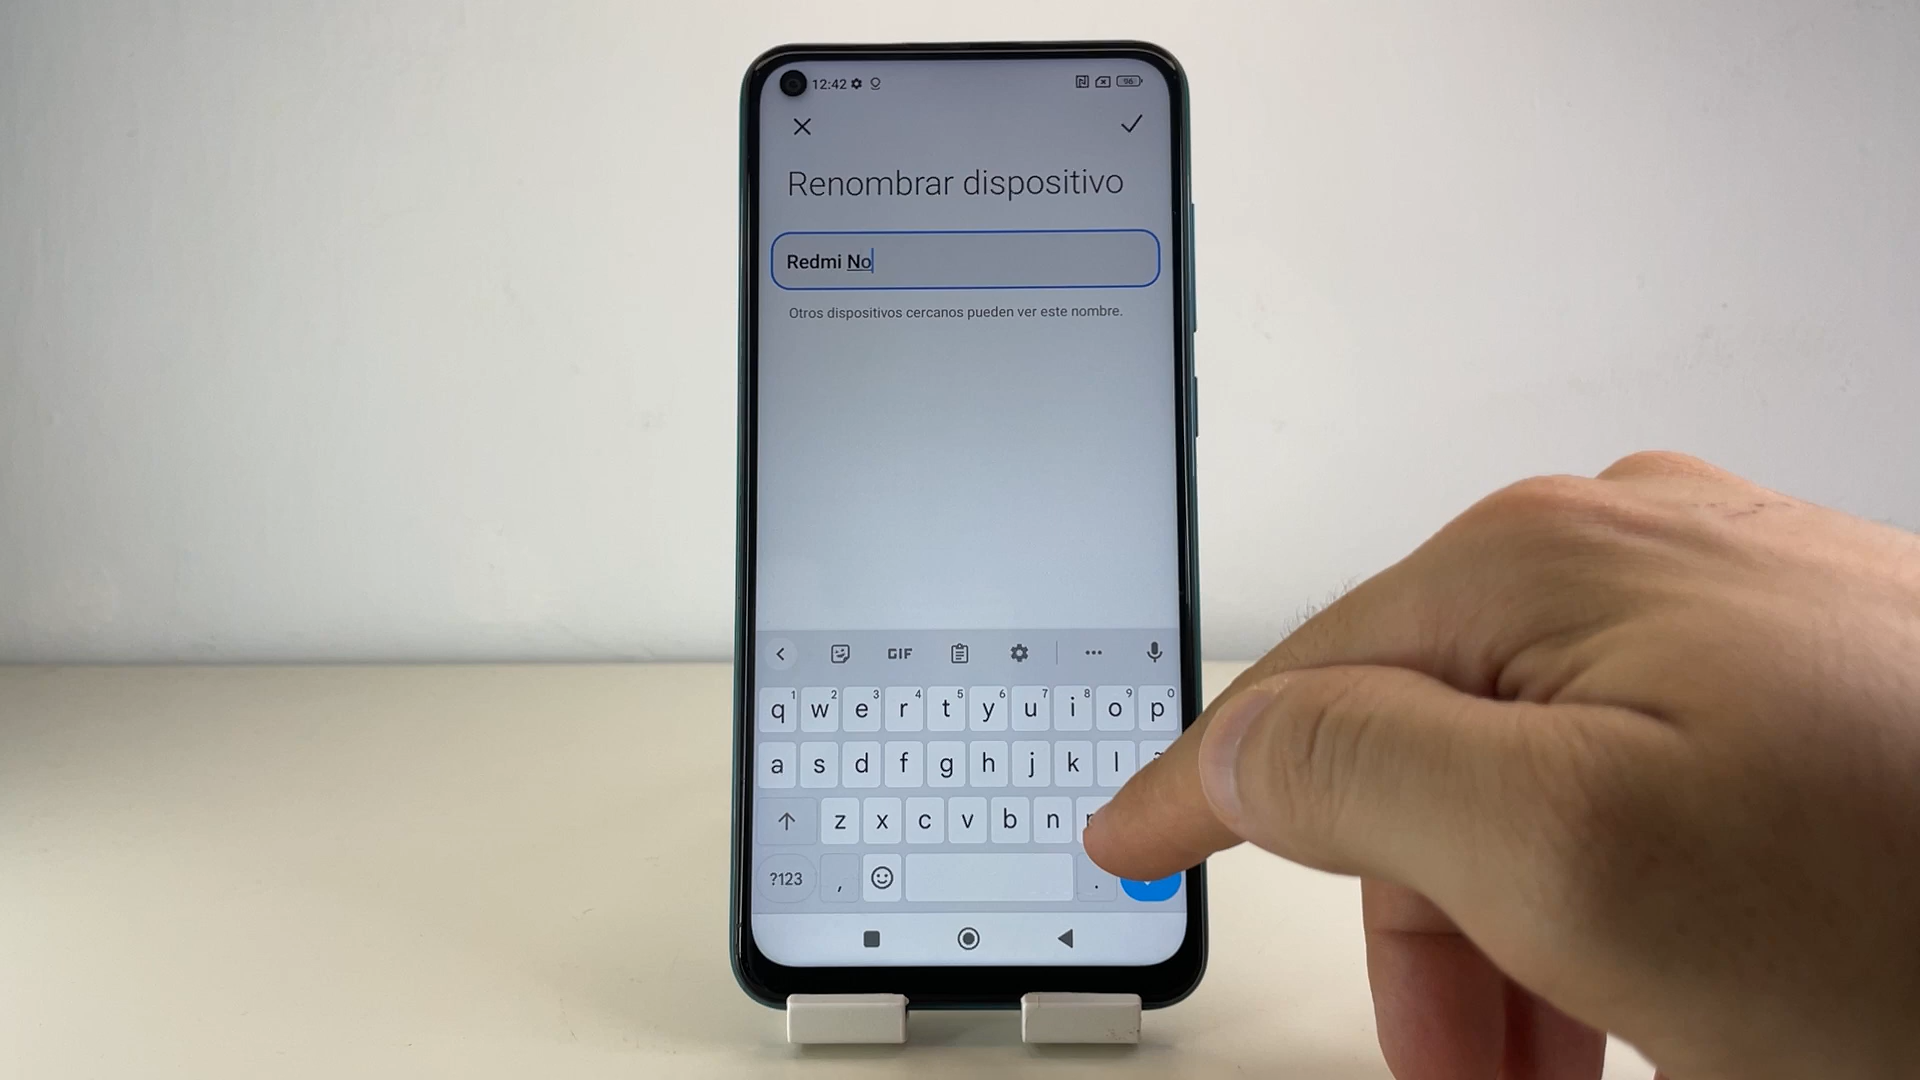 12:42 96
Renombrar dispositivo
Redmi No
Otros dispositivos cercanos pueden ver este nombre.
GIF
1 2 3 4 5 6 7 8 9 0
q w e r t y u i o p
a s d f g h j k l
z x c v b n
?123 , .